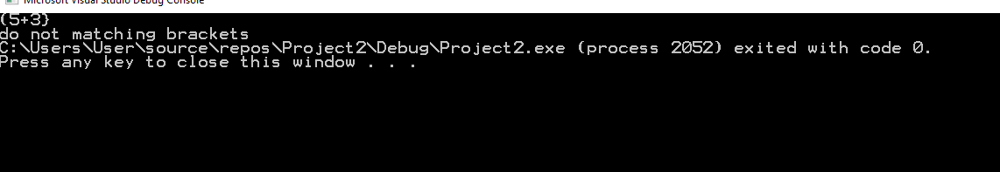 Microsoft Visual Studio Debug Console
(5+3}
do not matching brackets
C:\Users\User\source\repos\Project2\Debug\Project2.exe (process 2052) exited with code 0.
Press any key to close this window . . .